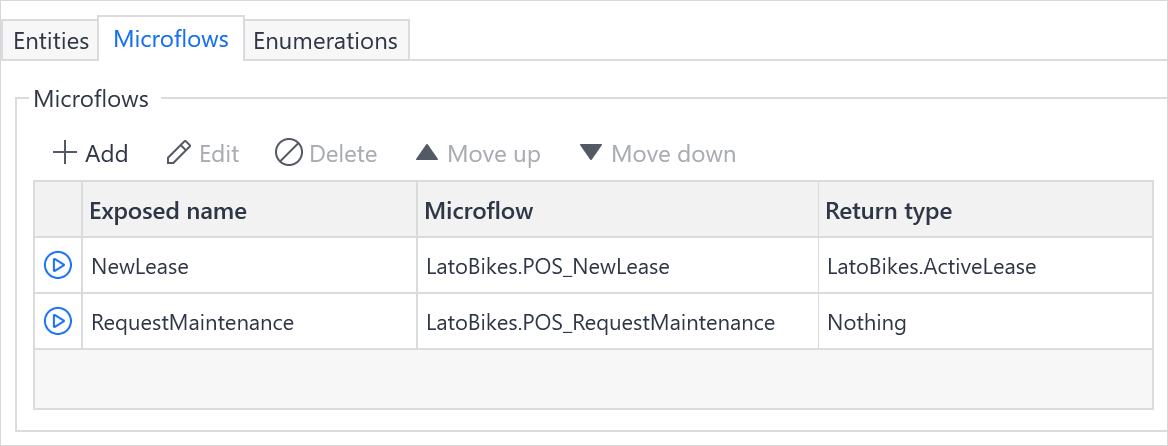 Entities Microflows Enumerations
Microflows
Add Edit Delete Move up Move down
Exposed name Microflow Return type
NewLease LatoBikes.POS_NewLease LatoBikes.ActiveLease
RequestMaintenance LatoBikes.POS_RequestMaintenance Nothing